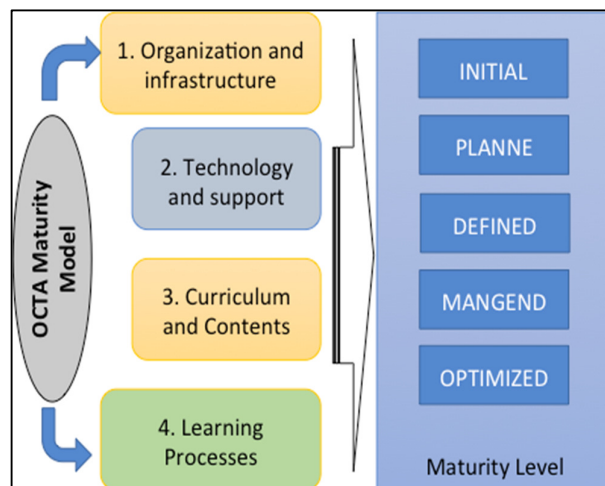 OCTA Maturity
Model
1. Organization and
infrastructure
2. Technology
and support
3. Curriculum
and Contents
4. Learning
Processes
INITIAL
PLANNE
DEFINED
MANGEND
OPTIMIZED
Maturity Level